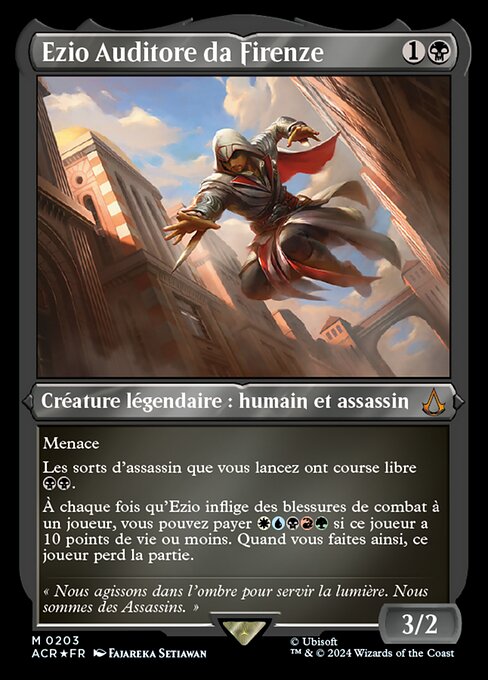 Ezio Auditore da Firenze 1
Créature légendaire : humain et assassin
Menace
Les sorts d'assassin que vous lancez ont course libre
.
À chaque fois qu'Ezio inflige des blessures de combat à
un joueur, vous pouvez payer si ce joueur a
10 points de vie ou moins. Quand vous faites ainsi, ce
joueur perd la partie.
« Nous agissons dans l'ombre pour servir la lumière. Nous
sommes des Assassins. »
3/2
M 0203
ACR★FR Fajareka Setiawan
© Ubisoft
™ & © 2024 Wizards of the Coast